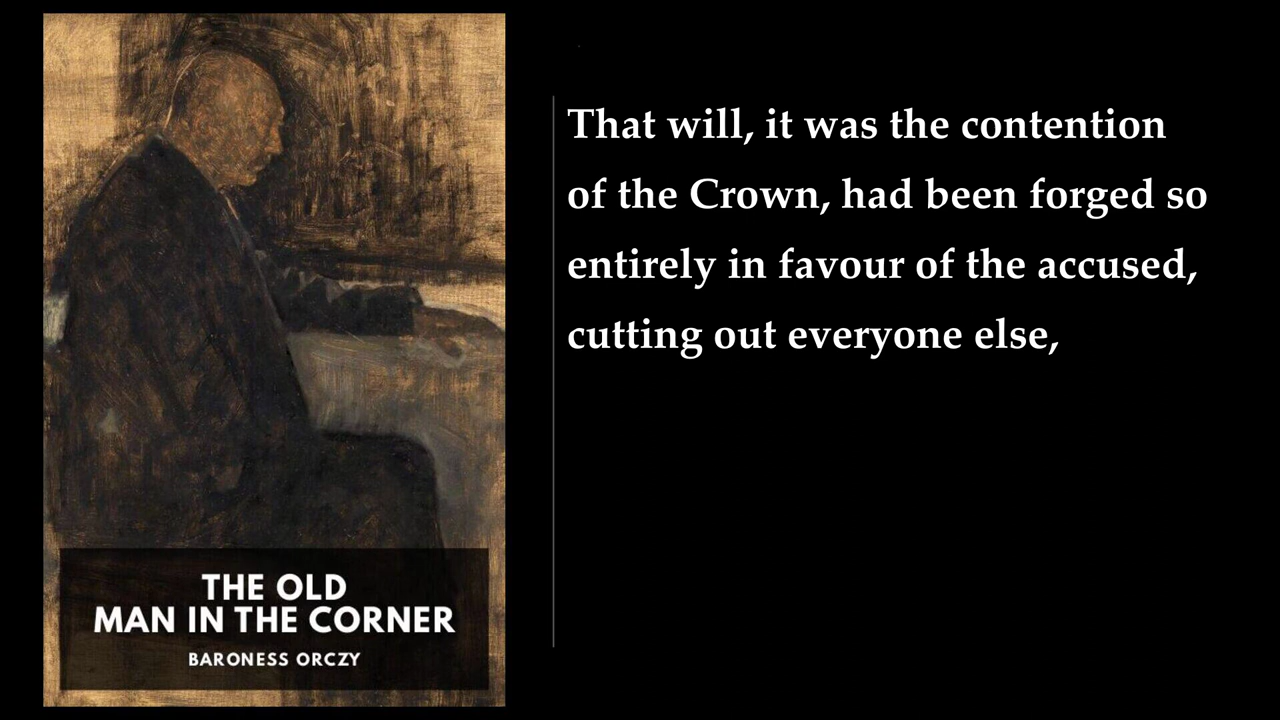 THE OLD
MAN IN THE CORNER
BARONESS ORCZY
That will, it was the contention
of the Crown, had been forged so
entirely in favour of the accused,
cutting out everyone else,